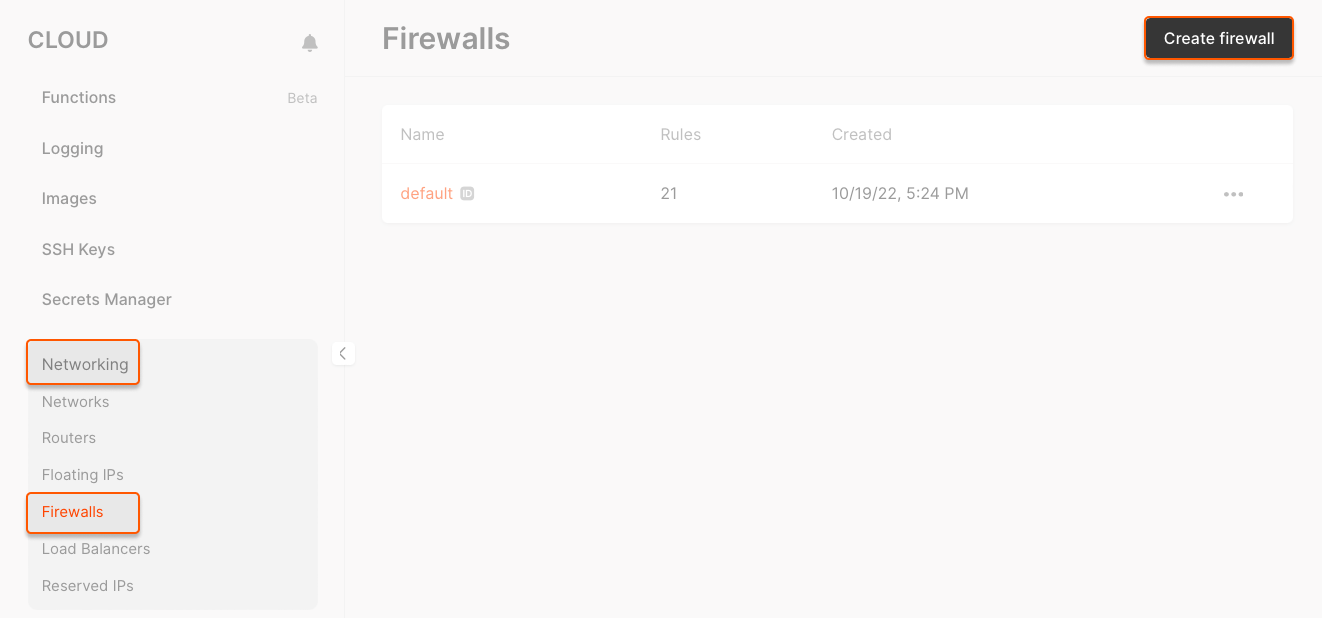 CLOUD
Functions Beta
Logging
Images
SSH Keys
Secrets Manager
Networking
Networks
Routers
Floating IPs
Firewalls
Load Balancers
Reserved IPs
Firewalls
Create firewall
Name Rules Created
default ID 21 10/19/22, 5:24 PM